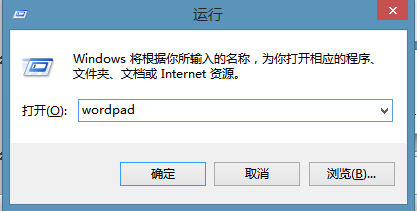 运行
Windows 将根据你所输入的名称，为你打开相应的程序、
文件夹、文档或 Internet 资源。
打开(O): wordpad
确定 取消 浏览(B)...